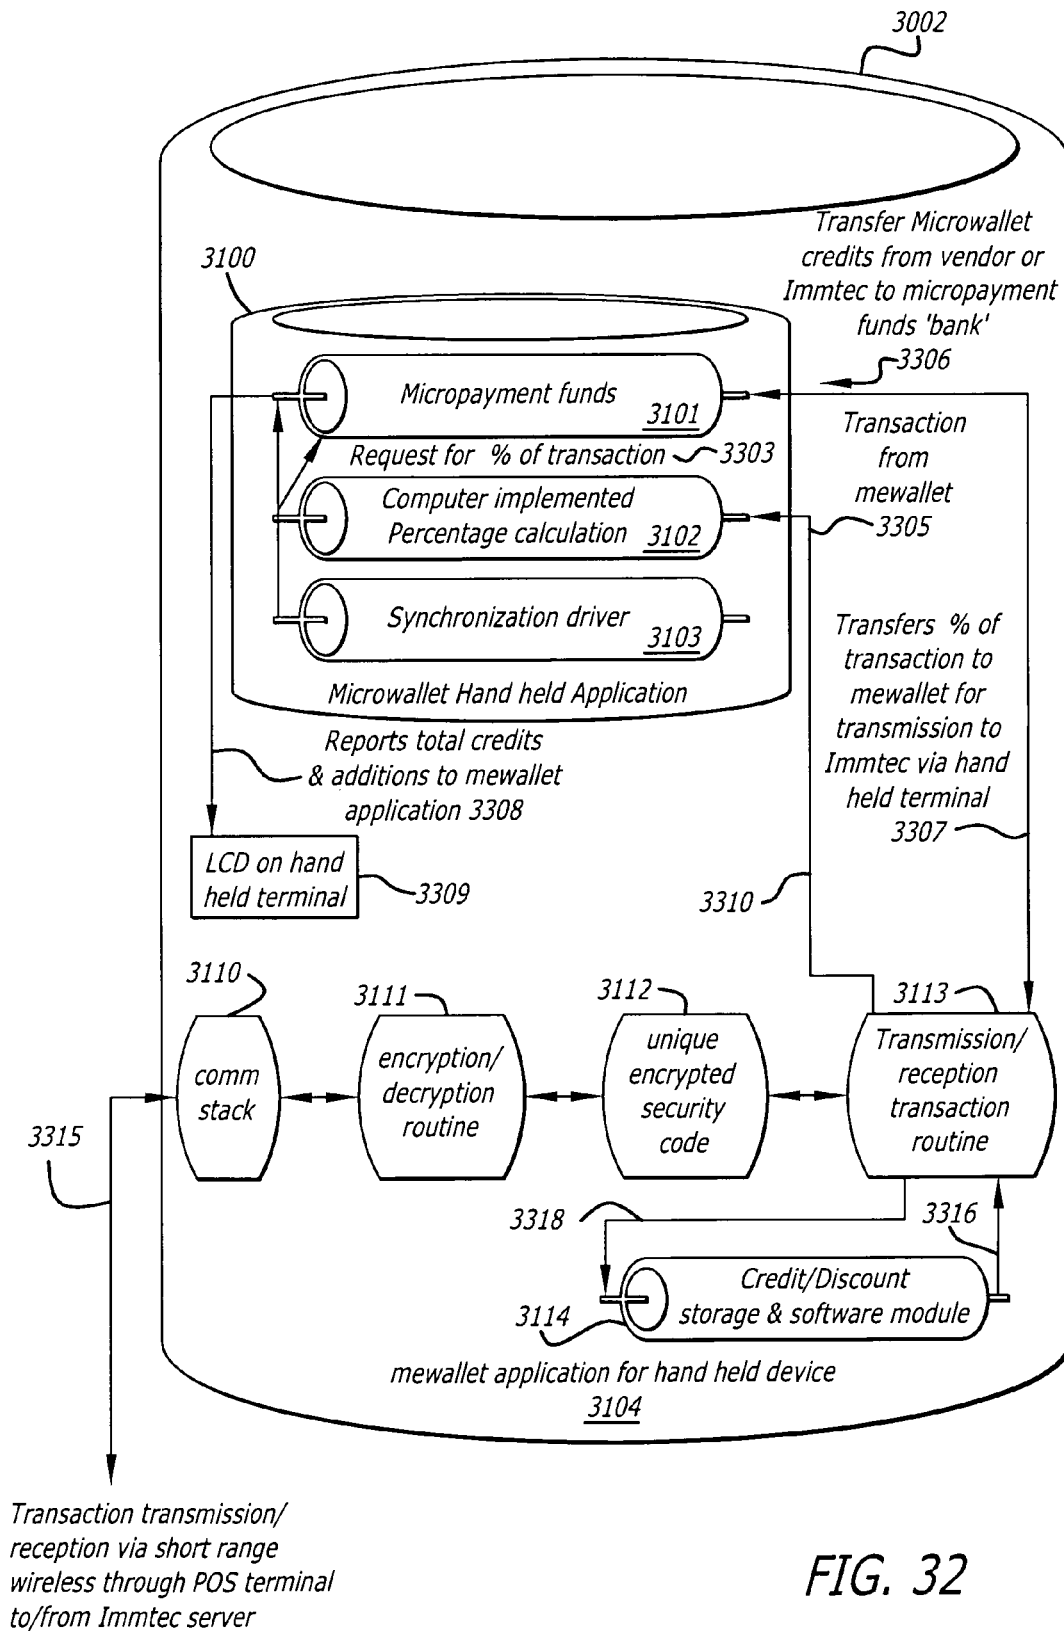 3002
Transfer Microwallet
credits from vendor or
Immtec to micropayment
funds 'bank'
3306
3100
Micropayment funds
3101
Request for % of transaction
3303
Computer implemented
Percentage calculation
3102
Synchronization driver
3103
Microwallet Hand held Application
Transaction
from
mewallet
3305
Transfers % of
transaction to
mewallet for
transmission to
Immtec via hand
held terminal
3307
Reports total credits
& additions to mewallet
application 3308
LCD on hand
held terminal
3309
3310
3110
comm
stack
3111
encryption/
decryption
routine
3112
unique
encrypted
security
code
3113
Transmission/
reception
transaction
routine
3315
3318
3316
Credit/Discount
storage & software module
3114
mewallet application for hand held device
3104
Transaction transmission/
reception via short range
wireless through POS terminal
to/from Immtec server
FIG. 32